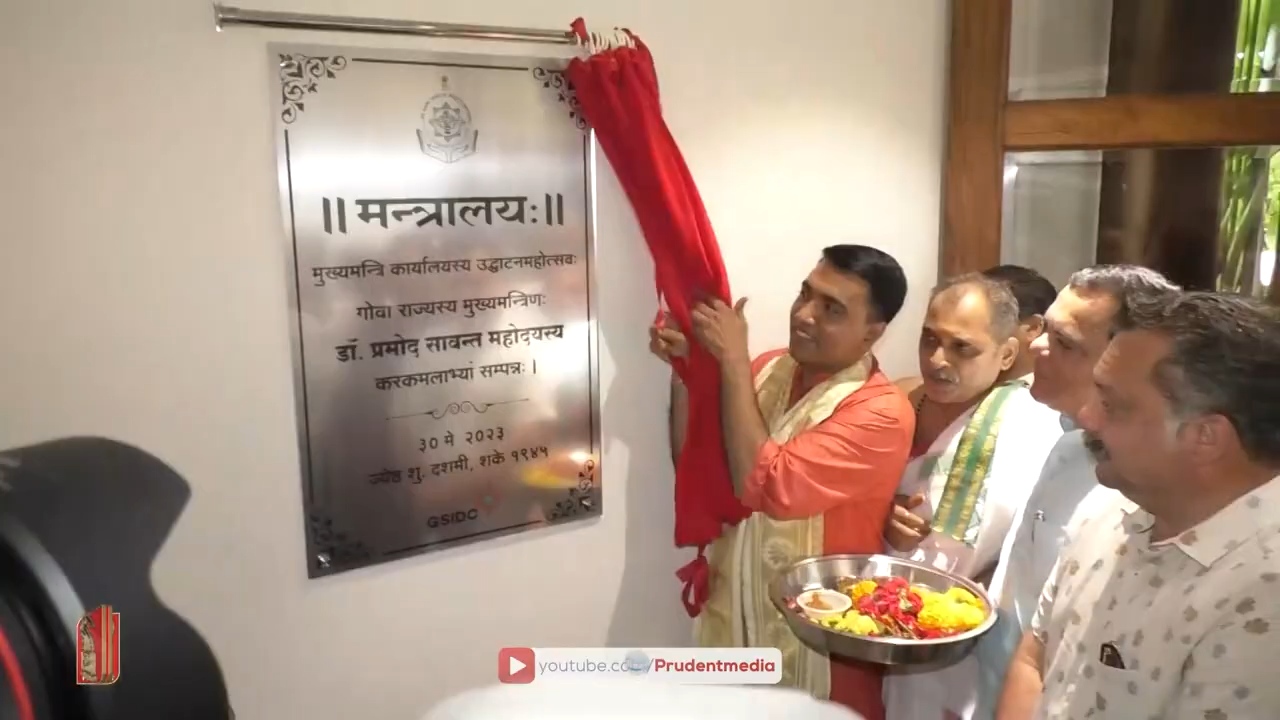 ॥ मन्त्रालयः ॥
मुख्यमन्त्रि कार्यालयस्य उद्घाटनमहोत्सवः
गोवा राज्यस्य मुख्यमन्त्रिणः
डॉ. प्रमोद सावन्त महोदयस्य
करकमलाभ्यां सम्पन्नः ।
३० मे २०२३
ज्येष्ठ शु. दशमी, शके १९४५
GSIDC
youtube.com/Prudentmedia